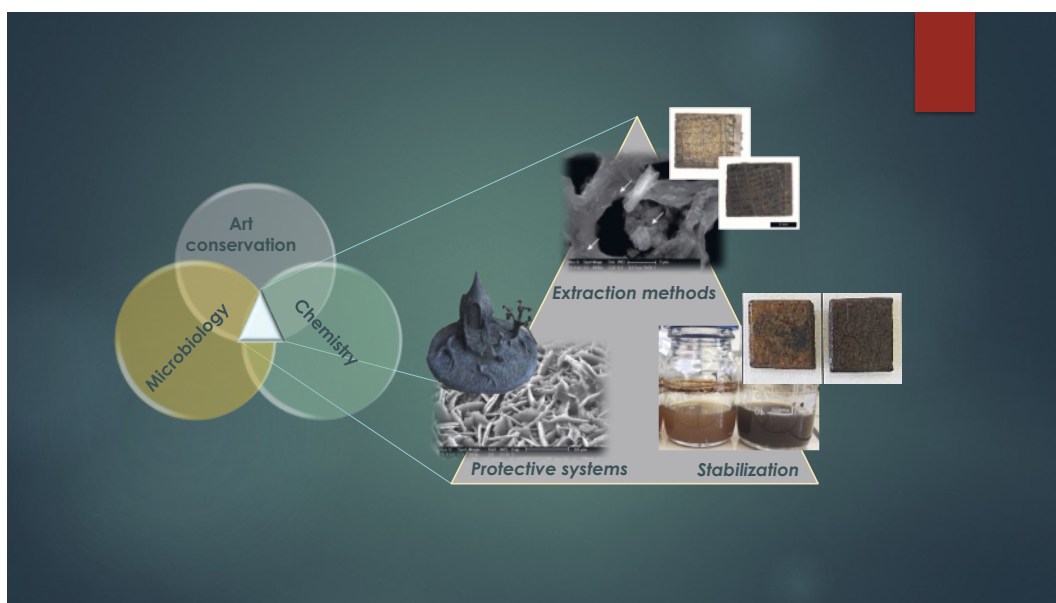 Art
conservation
Microbiology
Chemistry
Extraction methods
Protective systems
Stabilization